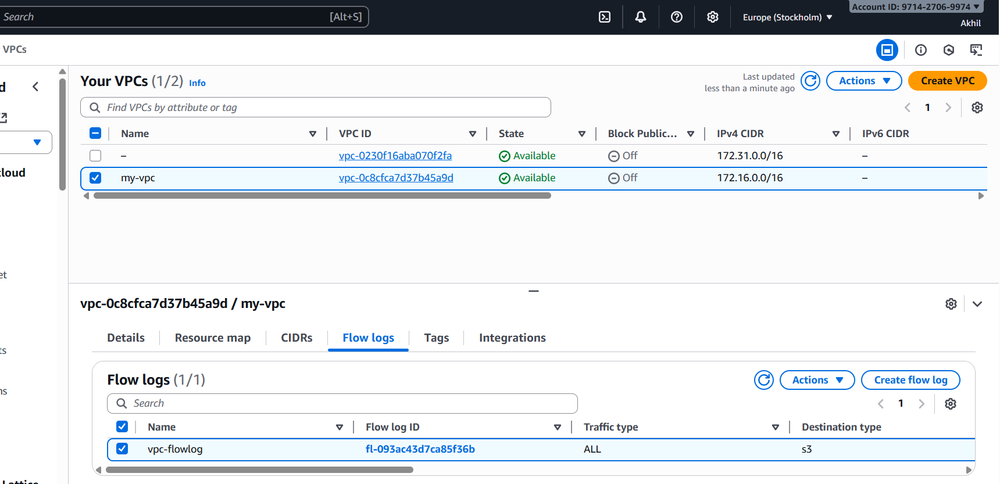 Search [Alt+S] Europe (Stockholm) Account ID: 9714-2706-9974
Akhil
VPCs
Your VPCs (1/2) Info Last updated less than a minute ago Actions Create VPC
Find VPCs by attribute or tag 1
Name VPC ID State Block Public... IPv4 CIDR IPv6 CIDR
– vpc-0230f16aba070f2fa Available Off 172.31.0.0/16 –
my-vpc vpc-0c8cfca7d37b45a9d Available Off 172.16.0.0/16 –
vpc-0c8cfca7d37b45a9d / my-vpc
Details Resource map CIDRs Flow logs Tags Integrations
Flow logs (1/1) Actions Create flow log
Search 1
Name Flow log ID Traffic type Destination type
vpc-flowlog fl-093ac43d7ca85f36b ALL s3